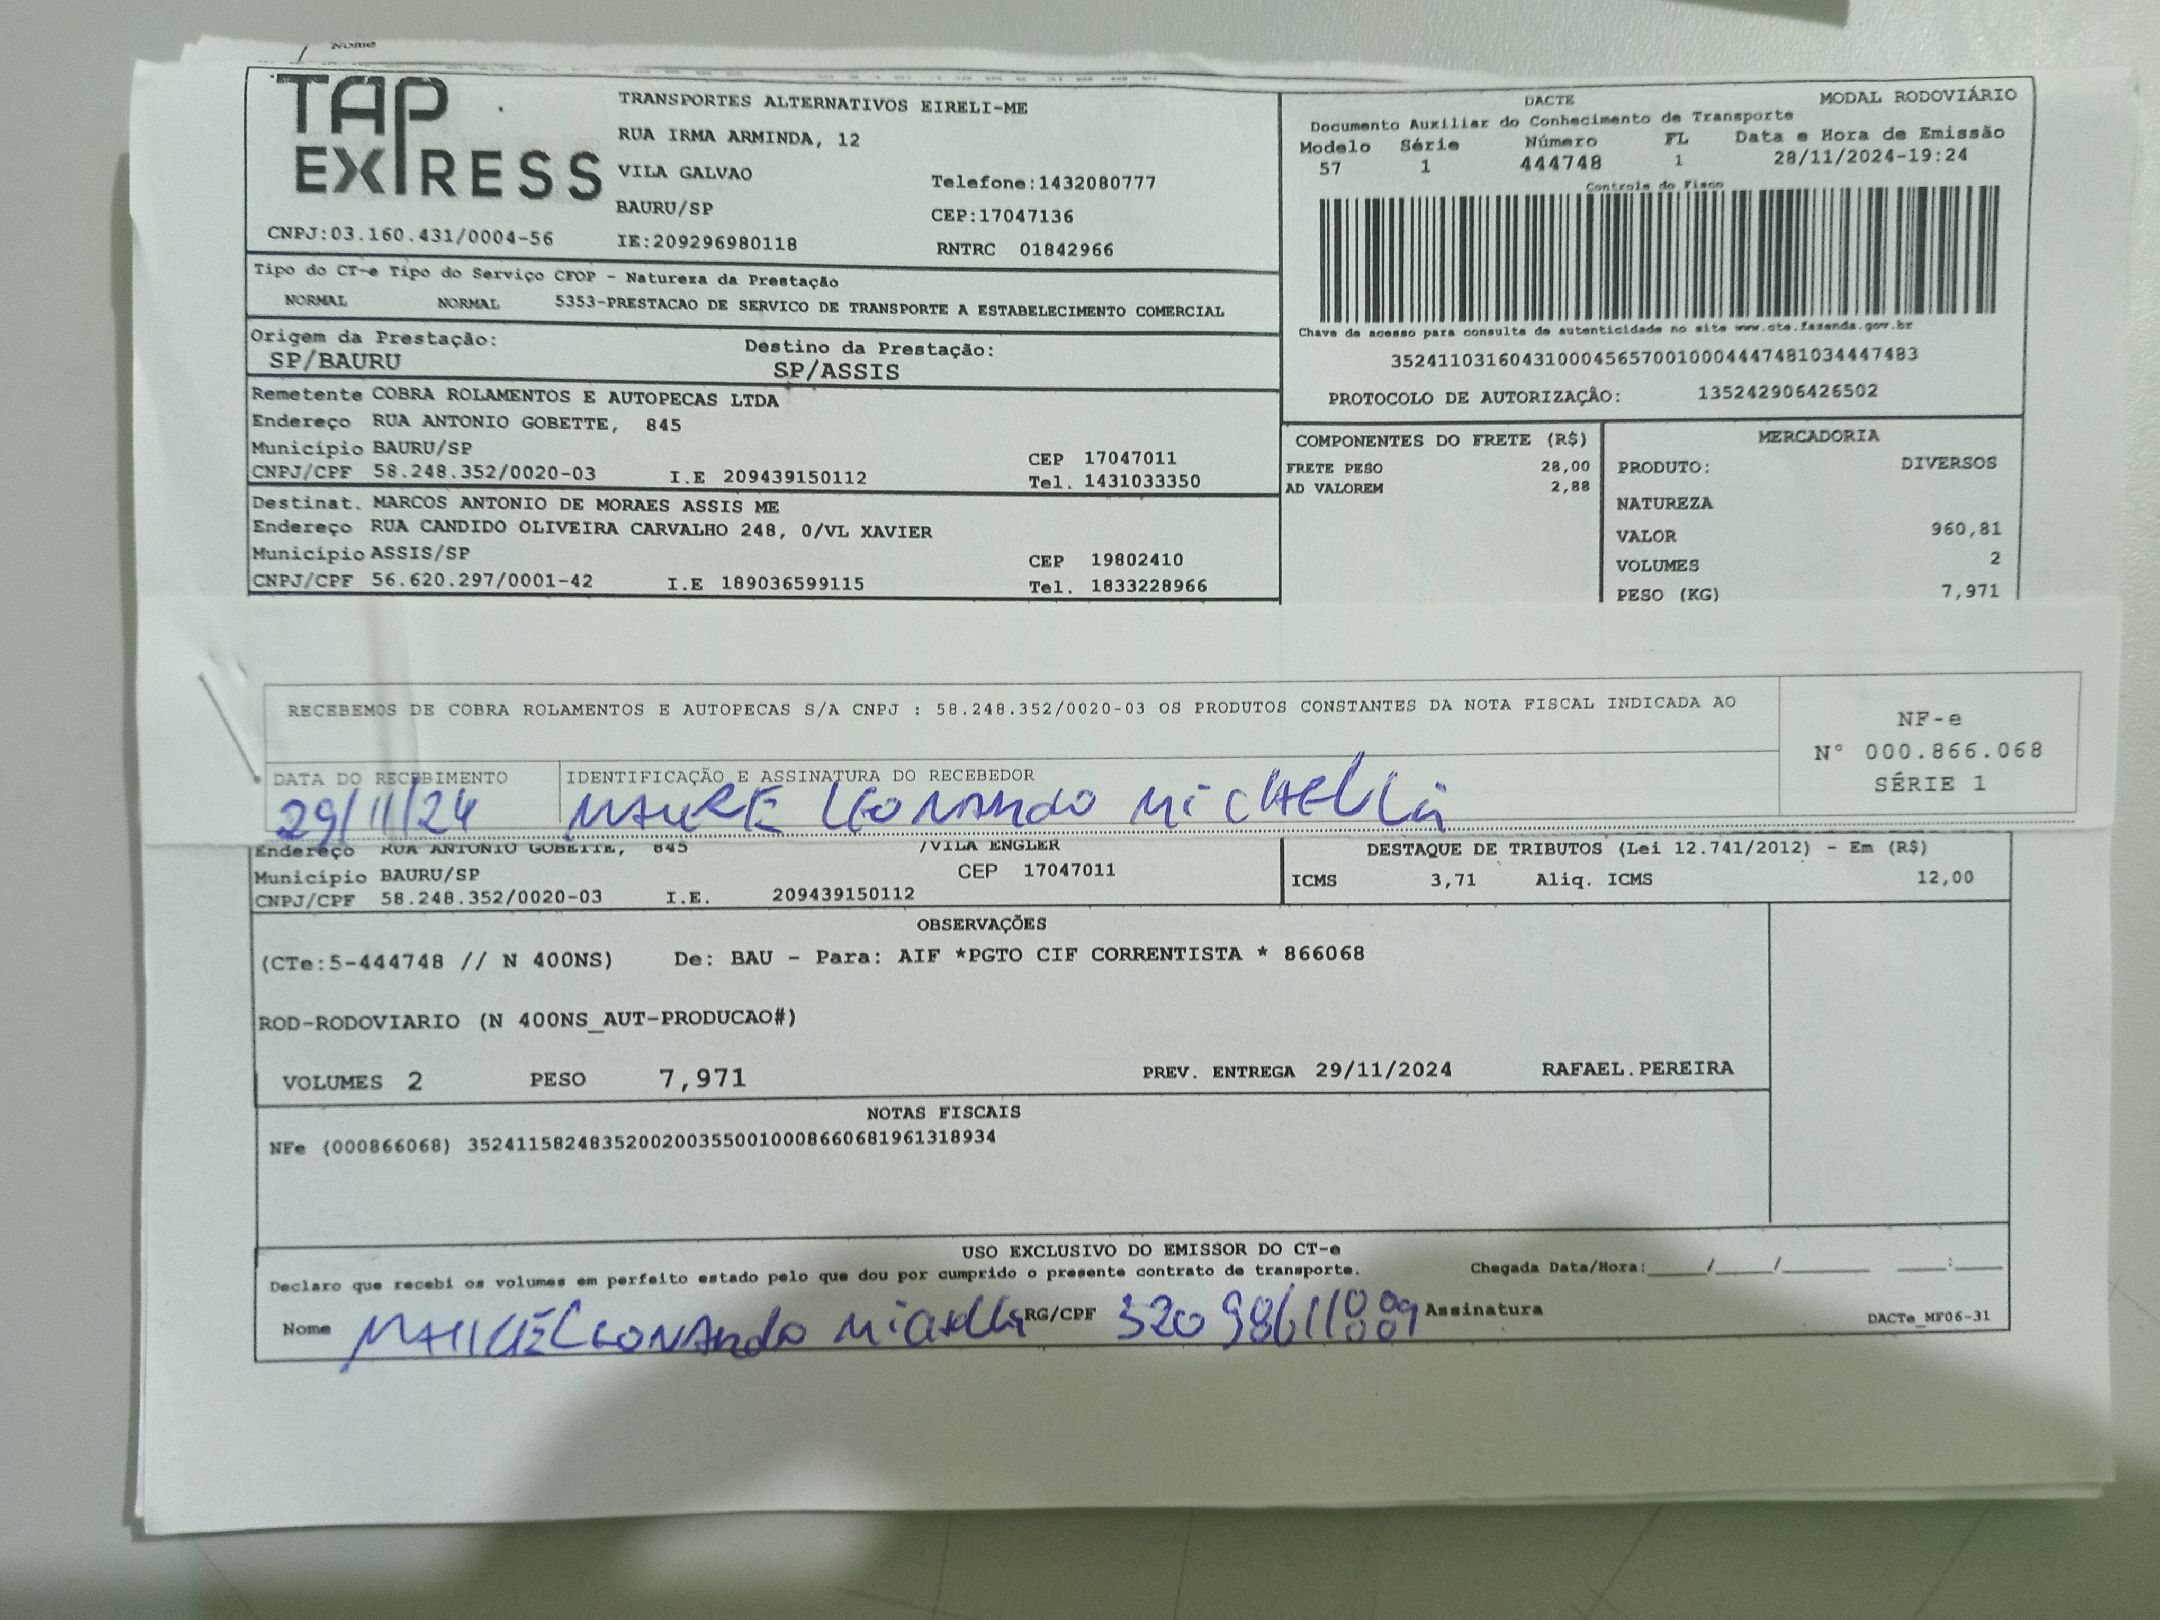 Nome
TAP
EXPRESS
CNPJ:03.160.431/0004-56
TRANSPORTES ALTERNATIVOS EIRELI-ME
RUA IRMA ARMINDA, 12
VILA GALVAO
Telefone:1432080777
BAURU/SP
CEP:17047136
IE:209296980118
RNTRC 01842966
DACTE
MODAL RODOVIÁRIO
Documento Auxiliar do Conhecimento de Transporte
Modelo Série Número FL Data e Hora de Emissão
57 1 444748 1 28/11/2024-19:24
Controle do Fisco
Chave de acesso para consulta de autenticidade no site www.cte.fazenda.gov.br
35241103160431000456570010004447481034447483
PROTOCOLO DE AUTORIZAÇÂO: 135242906426502
Tipo do CT-e Tipo do Serviço CFOP - Natureza da Prestação
NORMAL NORMAL 5353-PRESTACAO DE SERVICO DE TRANSPORTE A ESTABELECIMENTO COMERCIAL
Origem da Prestação: Destino da Prestação:
SP/BAURU SP/ASSIS
Remetente COBRA ROLAMENTOS E AUTOPECAS LTDA
Endereço RUA ANTONIO GOBETTE, 845
Município BAURU/SP CEP 17047011
CNPJ/CPF 58.248.352/0020-03 I.E 209439150112 Tel. 1431033350
Destinat. MARCOS ANTONIO DE MORAES ASSIS ME
Endereço RUA CANDIDO OLIVEIRA CARVALHO 248, 0/VL XAVIER
Município ASSIS/SP CEP 19802410
CNPJ/CPF 56.620.297/0001-42 I.E 189036599115 Tel. 1833228966
COMPONENTES DO FRETE (R$)
FRETE PESO 28,00
AD VALOREM 2,88
MERCADORIA
PRODUTO: DIVERSOS
NATUREZA
VALOR 960,81
VOLUMES 2
PESO (KG) 7,971
RECEBEMOS DE COBRA ROLAMENTOS E AUTOPECAS S/A CNPJ : 58.248.352/0020-03 OS PRODUTOS CONSTANTES DA NOTA FISCAL INDICADA AO
NF-e
N° 000.866.068
SÉRIE 1
DATA DO RECEBIMENTO IDENTIFICAÇÃO E ASSINATURA DO RECEBEDOR
29/11/24
Endereço RUA ANTONIO GOBETTE, 845 /VILA ENGLER
Município BAURU/SP CEP 17047011
CNPJ/CPF 58.248.352/0020-03 I.E. 209439150112
DESTAQUE DE TRIBUTOS (Lei 12.741/2012) - Em (R$)
ICMS 3,71 Aliq. ICMS 12,00
OBSERVAÇÕES
(CTe:5-444748 // N 400NS) De: BAU - Para: AIF *PGTO CIF CORRENTISTA * 866068
ROD-RODOVIARIO (N 400NS_AUT-PRODUCAO#)
VOLUMES 2 PESO 7,971 PREV. ENTREGA 29/11/2024 RAFAEL.PEREIRA
NOTAS FISCAIS
NFe (000866068) 35241158248352002003550010008660681961318934
USO EXCLUSIVO DO EMISSOR DO CT-e
Declaro que recebi os volumes em perfeito estado pelo que dou por cumprido o presente contrato de transporte. Chegada Data/Hora:_____/_____/________ _____:_____
Nome RG/CPF Assinatura
DACTe_MF06-31